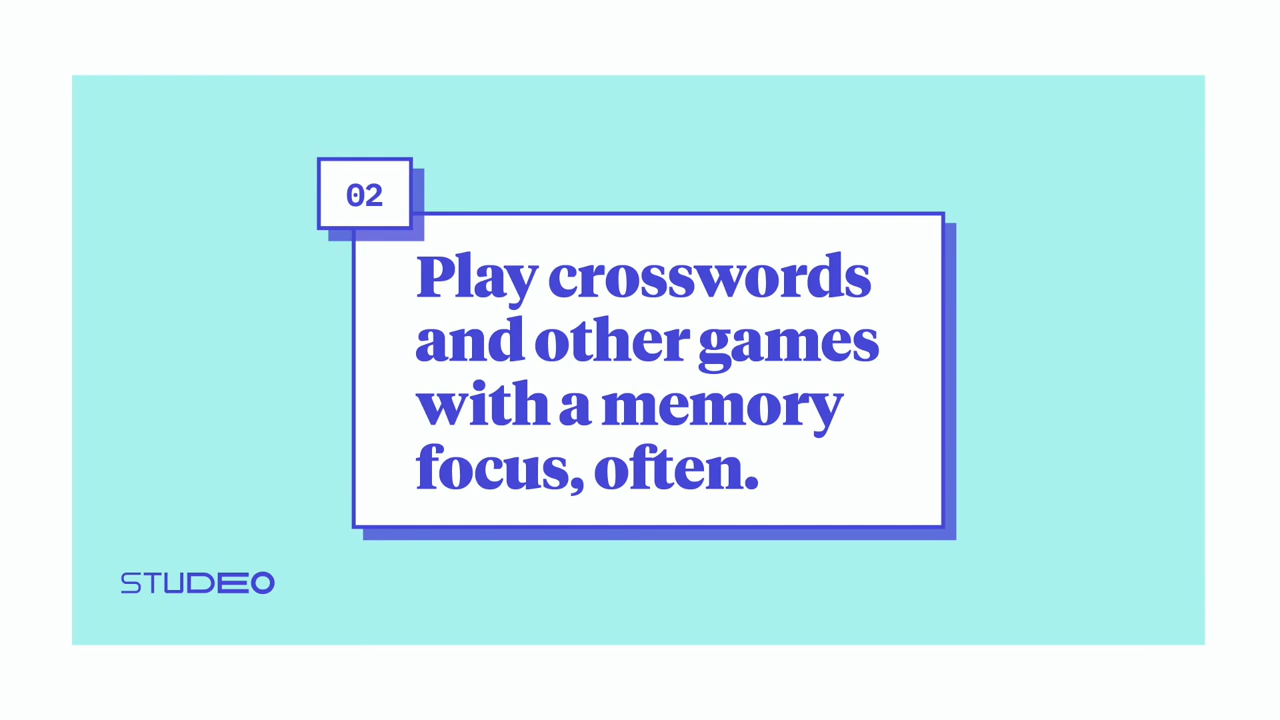 02
Play crosswords
and other games
with a memory
focus, often.
STUDEO